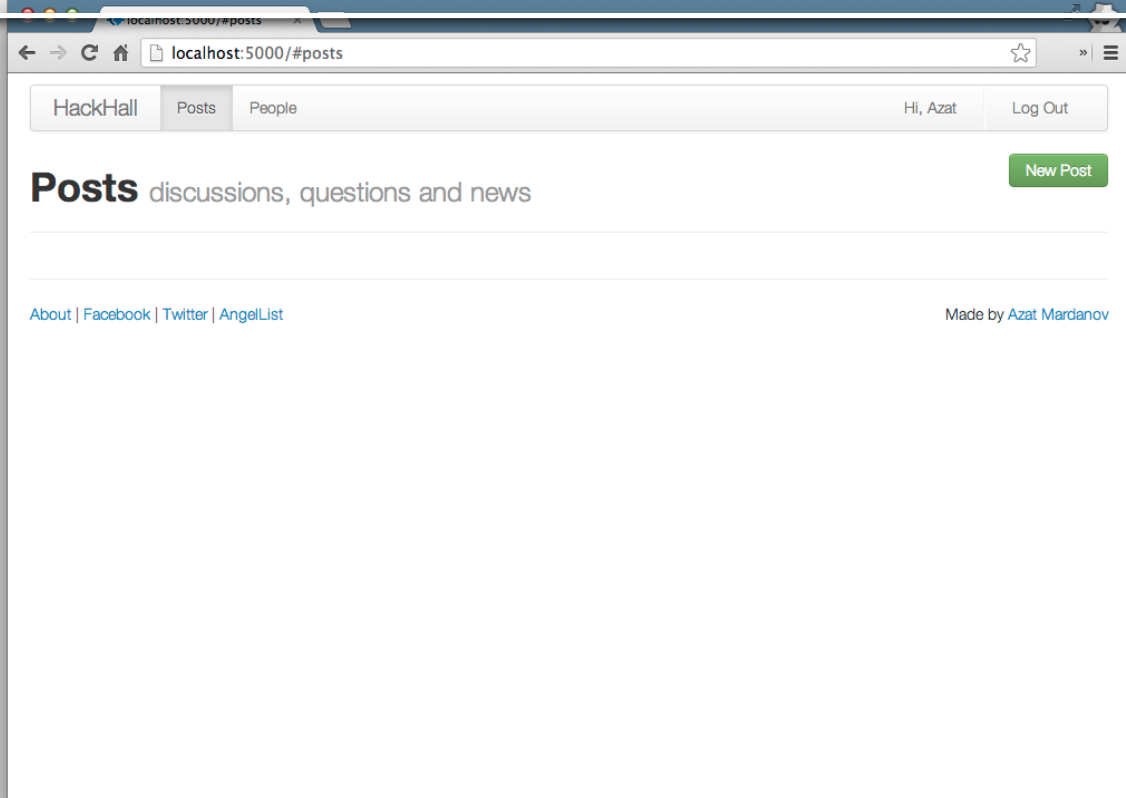 localhost:5000/#posts
localhost:5000/#posts
HackHall Posts People Hi, Azat Log Out
Posts discussions, questions and news New Post
About | Facebook | Twitter | AngelList Made by Azat Mardanov